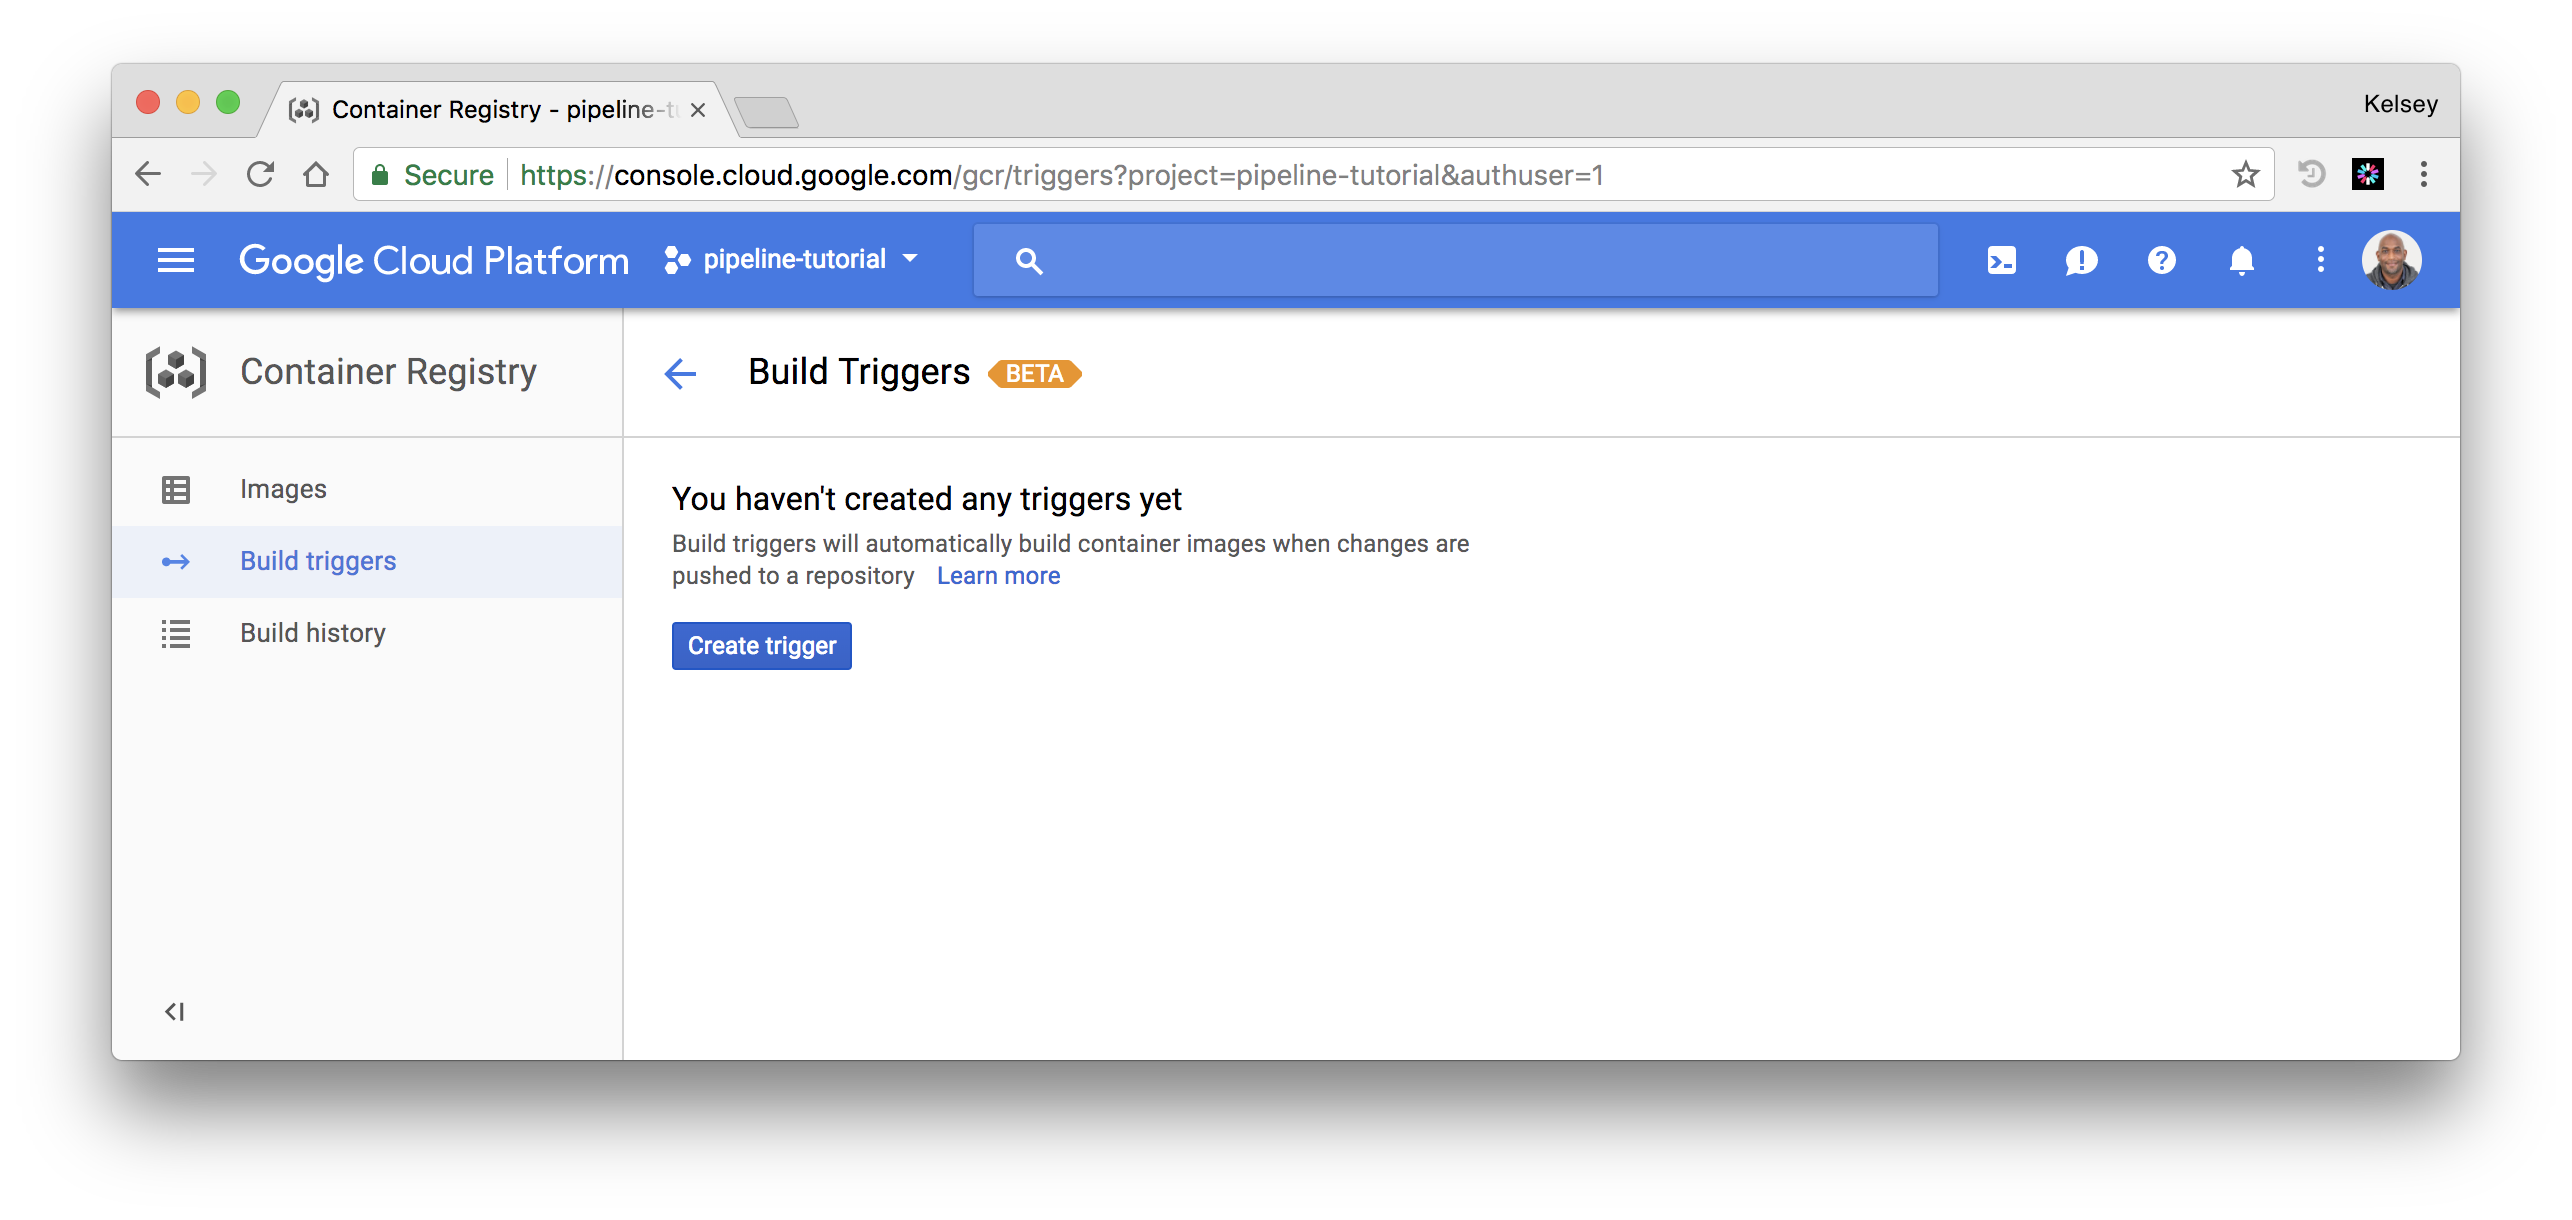 Container Registry - pipeline-tu
Kelsey
Secure https://console.cloud.google.com/gcr/triggers?project=pipeline-tutorial&authuser=1
Google Cloud Platform pipeline-tutorial
Container Registry
Build Triggers BETA
Images
Build triggers
Build history
You haven't created any triggers yet
Build triggers will automatically build container images when changes are
pushed to a repository Learn more
Create trigger